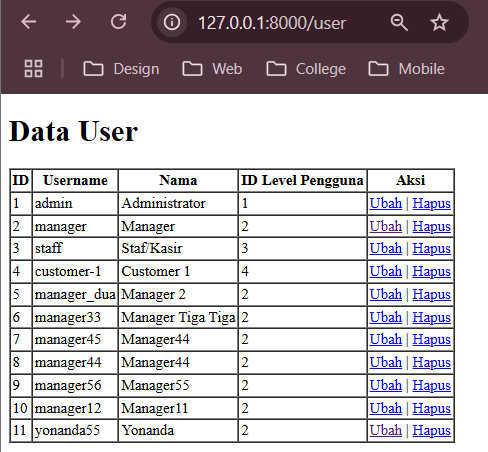 127.0.0.1:8000/user
Design Web College Mobile
Data User
ID Username Nama ID Level Pengguna Aksi
1 admin Administrator 1 Ubah | Hapus
2 manager Manager 2 Ubah | Hapus
3 staff Staf/Kasir 3 Ubah | Hapus
4 customer-1 Customer 1 4 Ubah | Hapus
5 manager_dua Manager 2 2 Ubah | Hapus
6 manager33 Manager Tiga Tiga 2 Ubah | Hapus
7 manager45 Manager44 2 Ubah | Hapus
8 manager44 Manager44 2 Ubah | Hapus
9 manager56 Manager55 2 Ubah | Hapus
10 manager12 Manager11 2 Ubah | Hapus
11 yonanda55 Yonanda 2 Ubah | Hapus